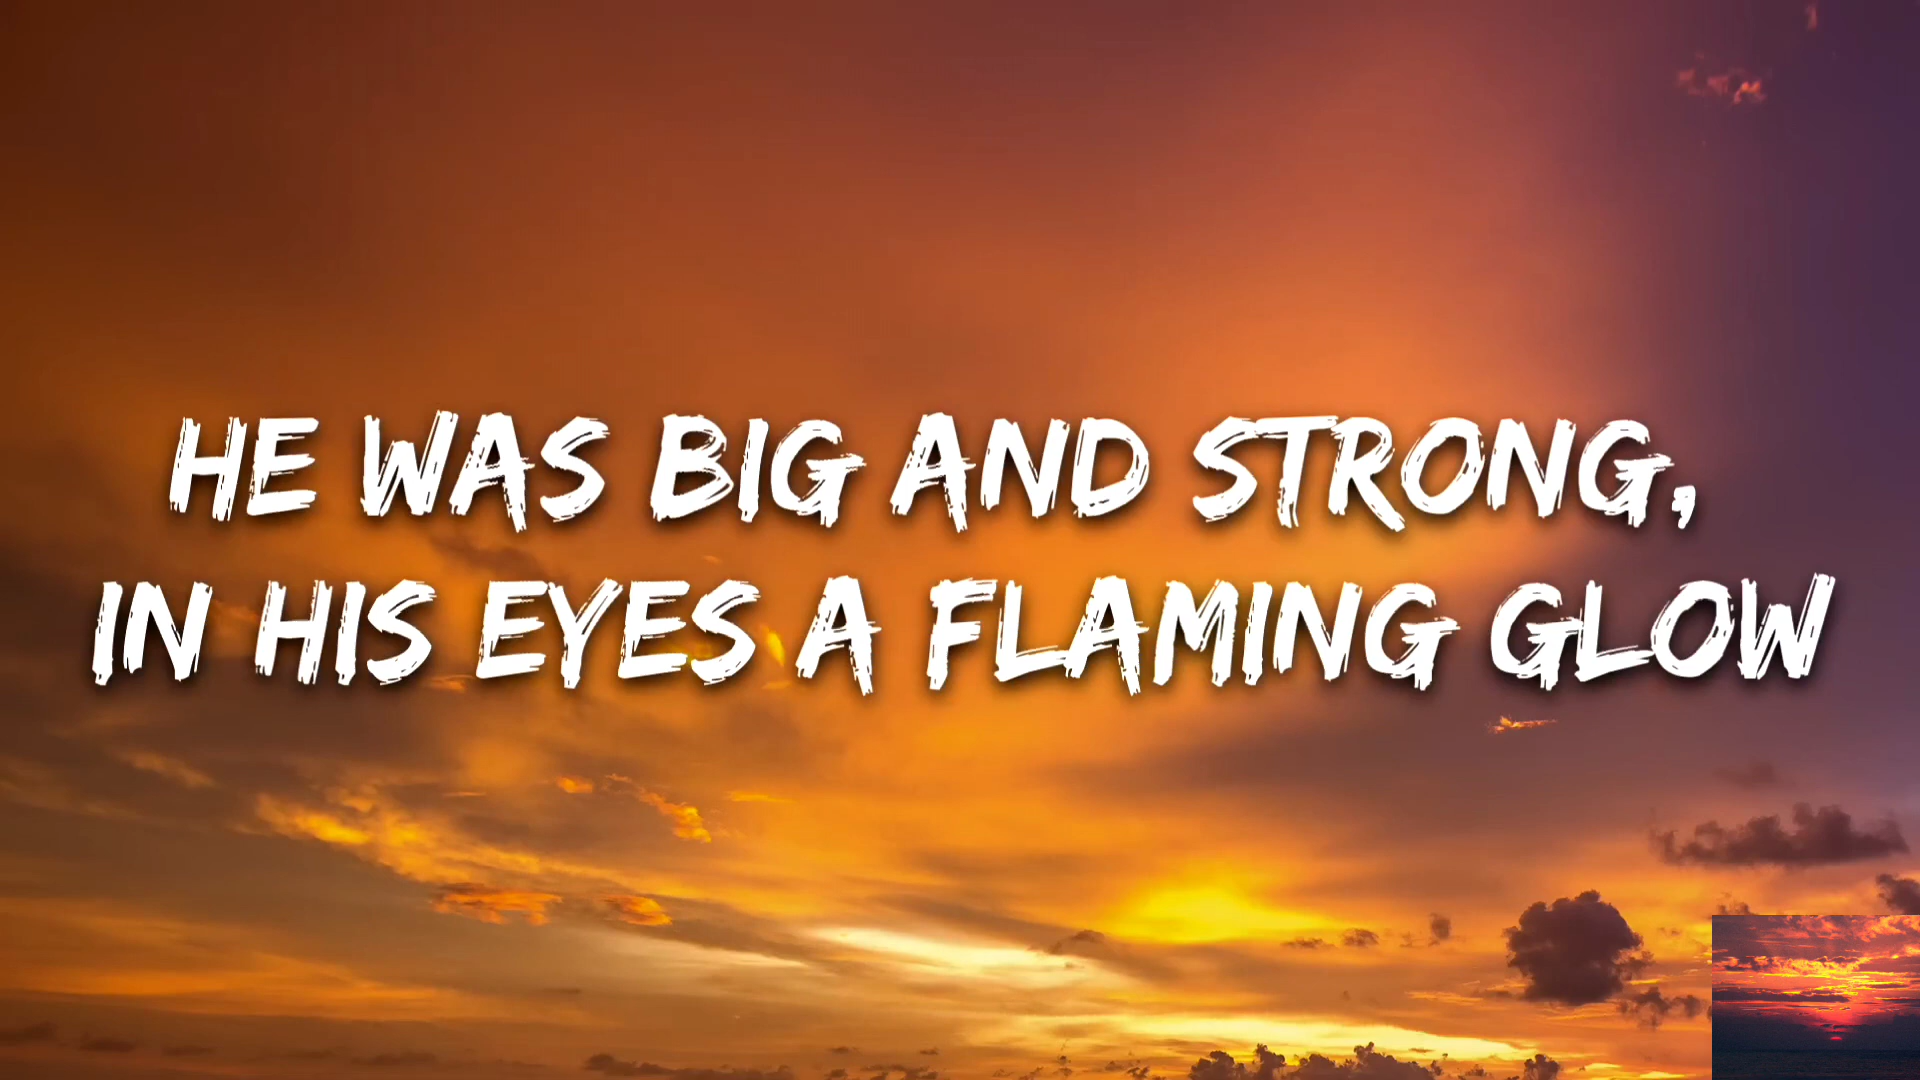 HE WAS BIG AND STRONG,
IN HIS EYES A FLAMING GLOW